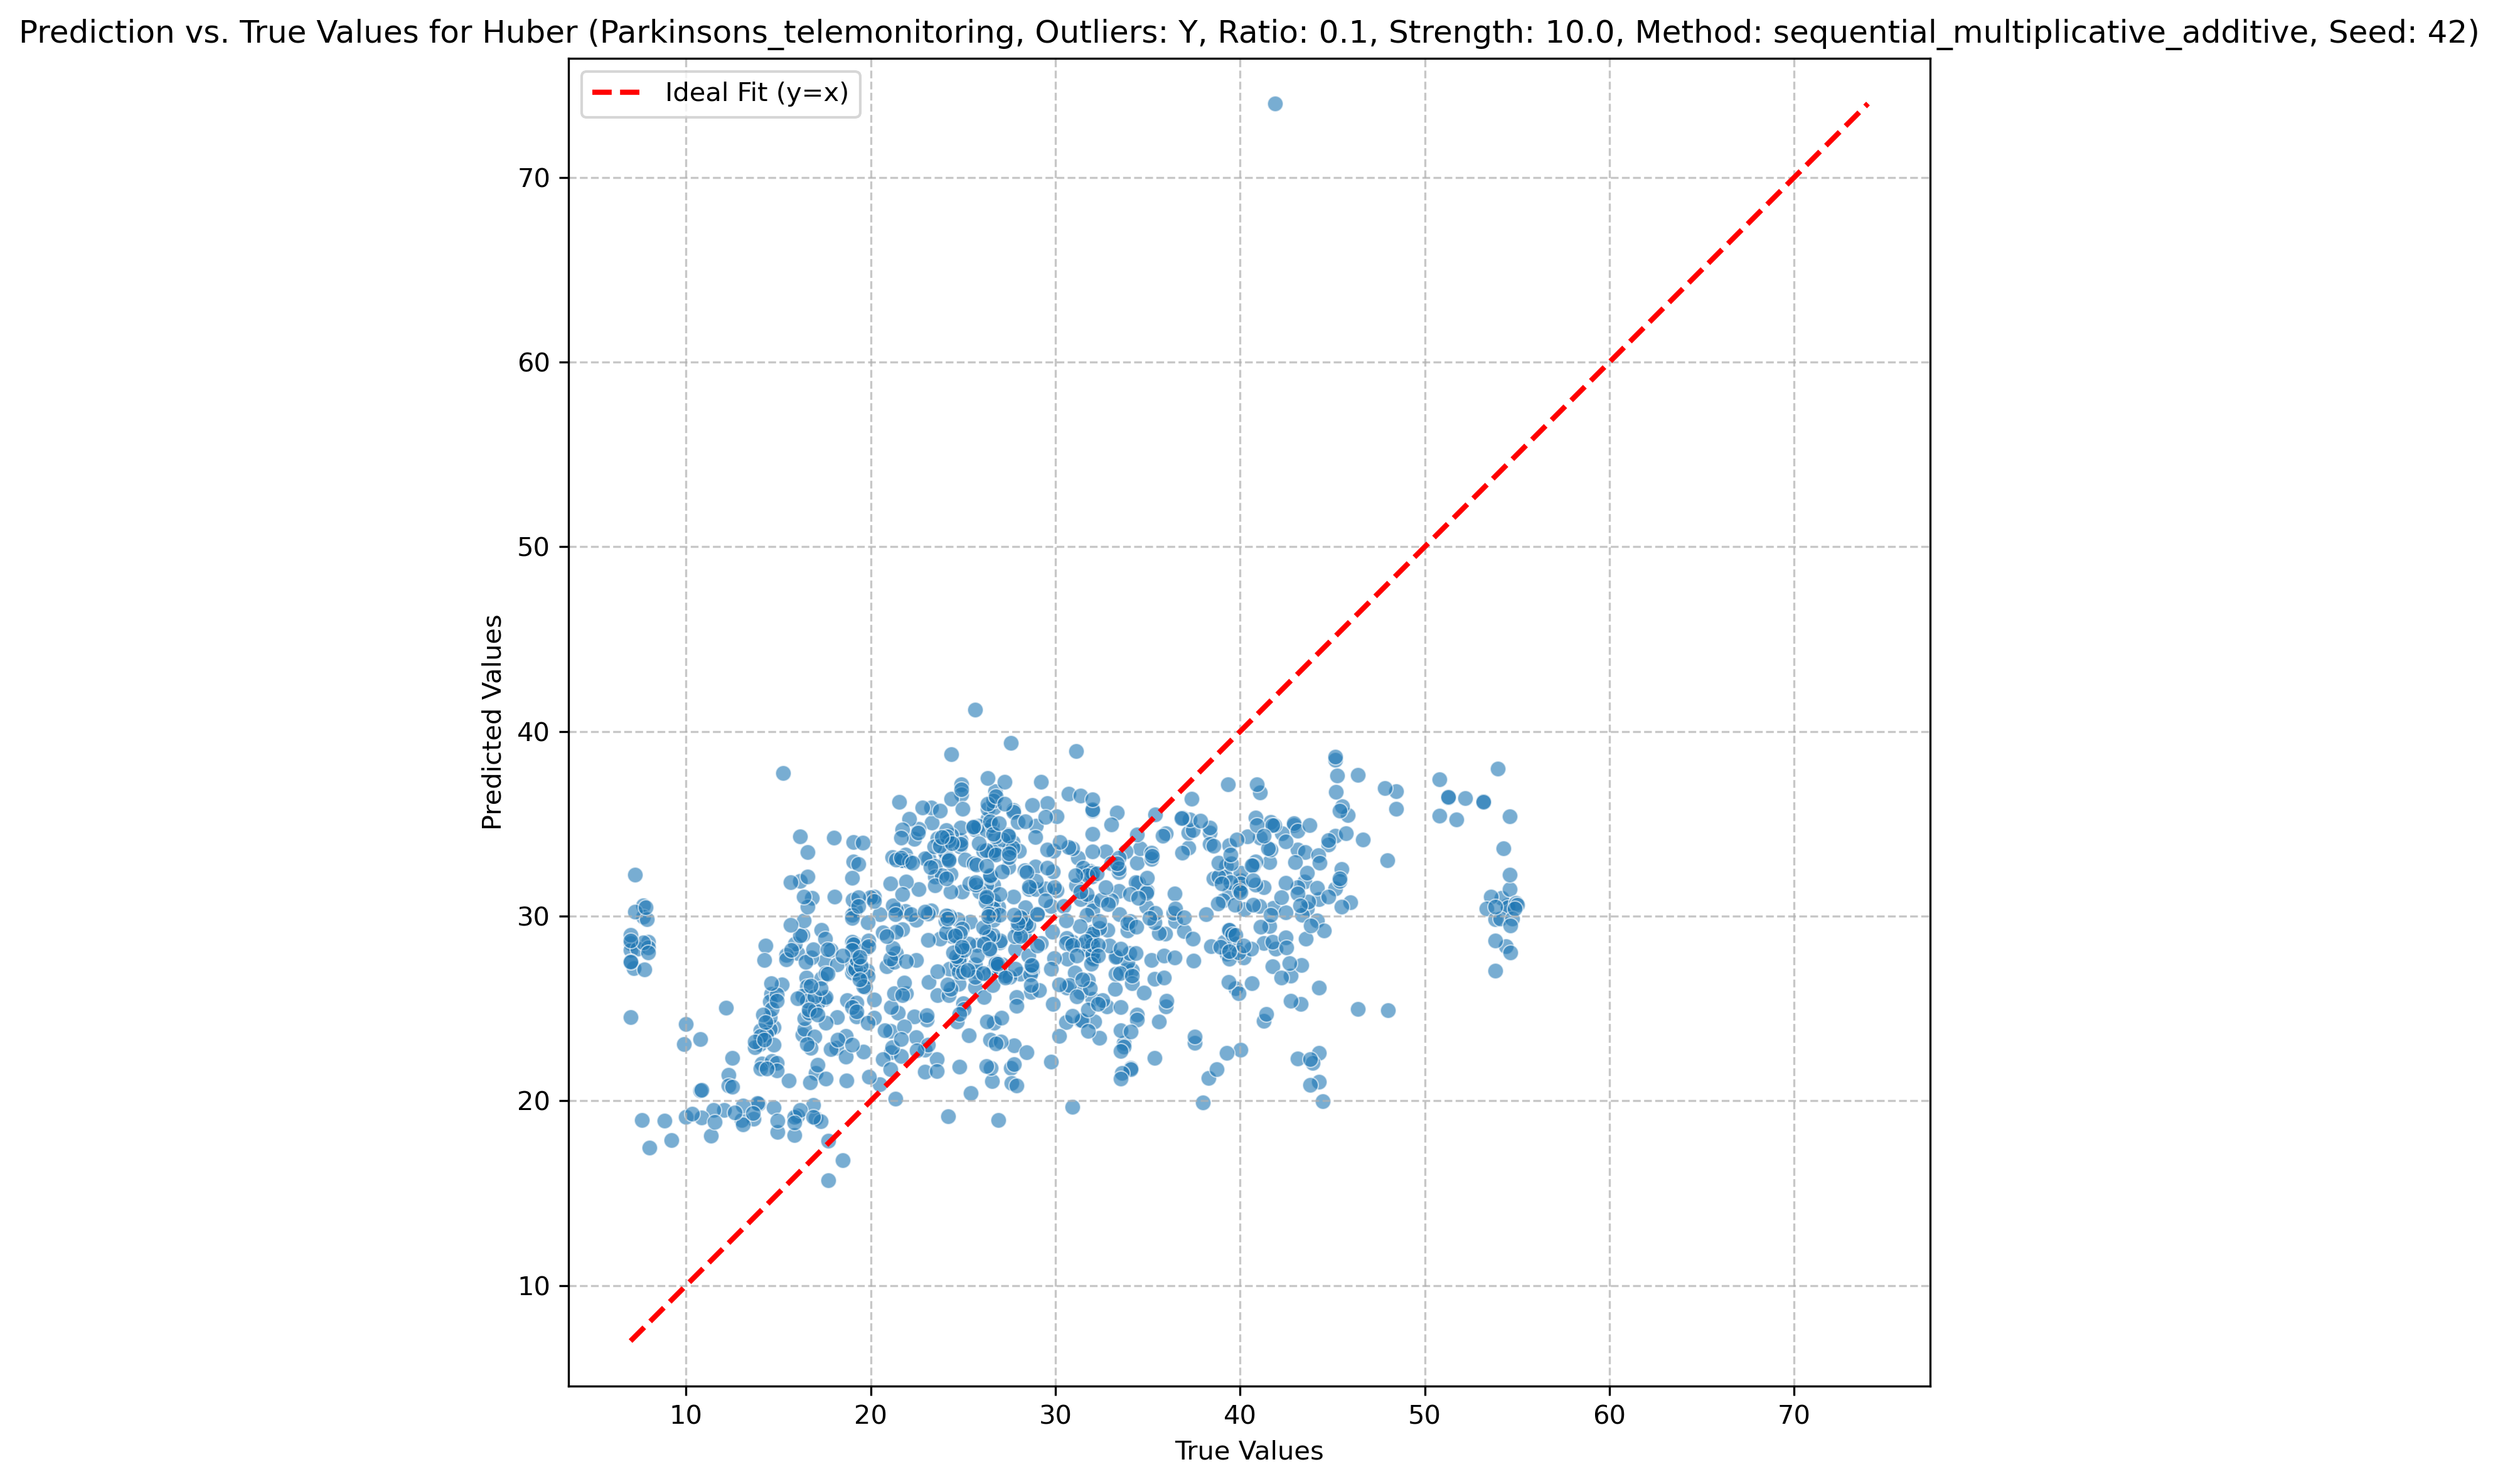 Prediction vs. True Values for Huber (Parkinsons_telemonitoring, Outliers: Y, Ratio: 0.1, Strength: 10.0, Method: sequential_multiplicative_additive, Seed: 42)
Ideal Fit (y=x)
Predicted Values
70
60
50
40
30
20
10
10 20 30 40 50 60 70
True Values